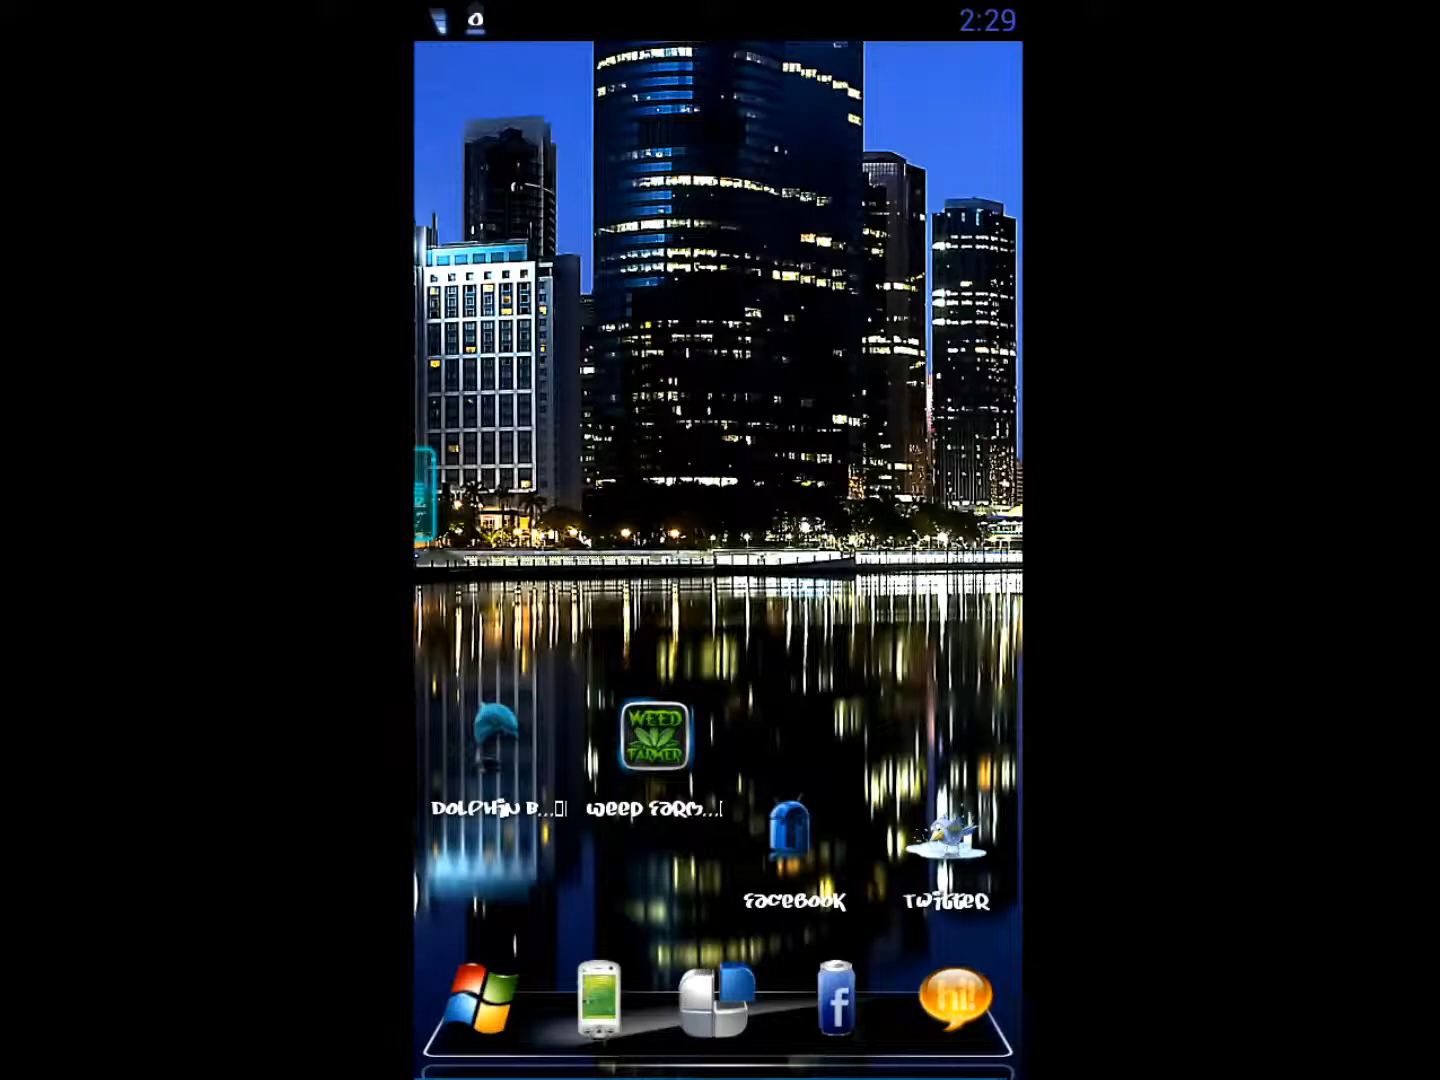 2:29
WEED
FARMER
DOLPHIN B...
WEED FARM...
FACEBOOK
TWITTER
f
hi!